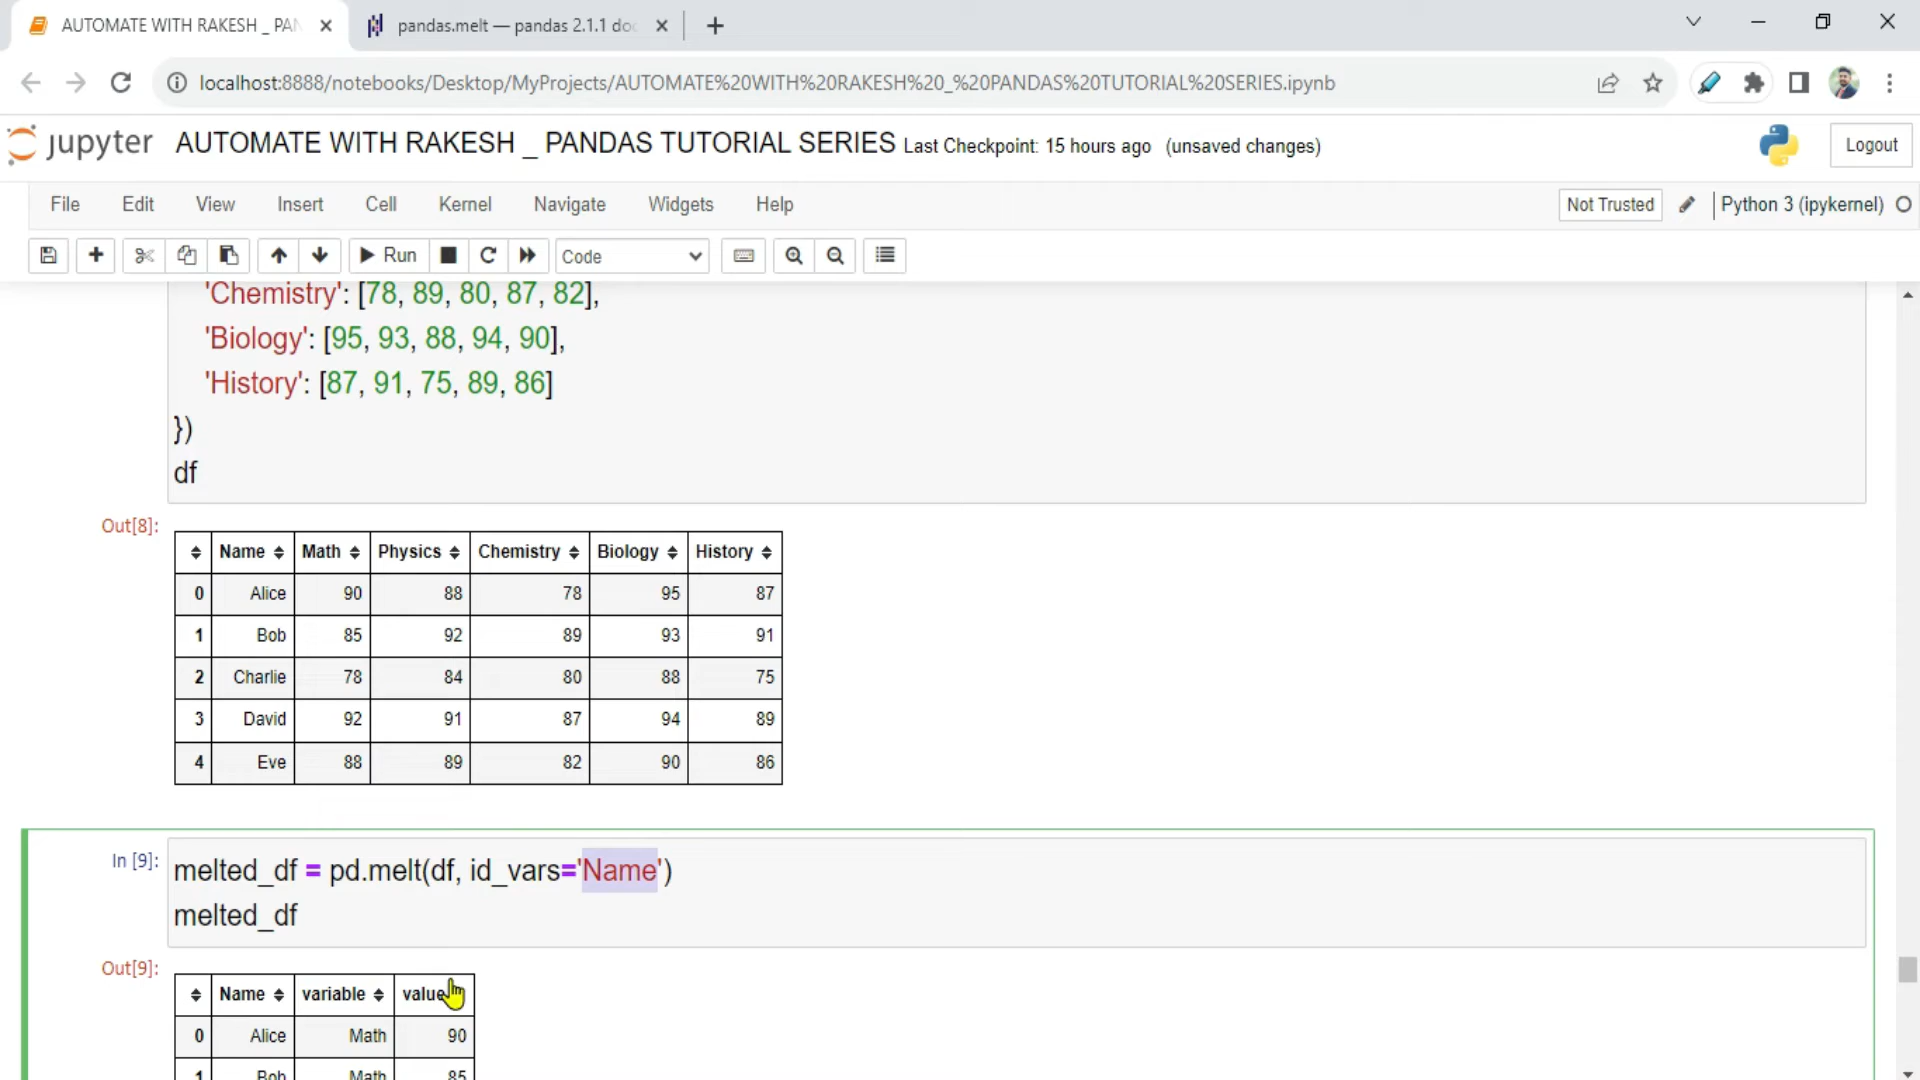 AUTOMATE WITH RAKESH _ PAN
pandas.melt — pandas 2.1.1 doc
localhost:8888/notebooks/Desktop/MyProjects/AUTOMATE%20WITH%20RAKESH%20_%20PANDAS%20TUTORIAL%20SERIES.ipynb
jupyter AUTOMATE WITH RAKESH _ PANDAS TUTORIAL SERIES Last Checkpoint: 15 hours ago (unsaved changes) Logout
File Edit View Insert Cell Kernel Navigate Widgets Help Not Trusted Python 3 (ipykernel)
Run Code
'Chemistry': [78, 89, 80, 87, 82],
'Biology': [95, 93, 88, 94, 90],
'History': [87, 91, 75, 89, 86]
})
df
Out[8]:
Name Math Physics Chemistry Biology History
0 Alice 90 88 78 95 87
1 Bob 85 92 89 93 91
2 Charlie 78 84 80 88 75
3 David 92 91 87 94 89
4 Eve 88 89 82 90 86
In [9]: melted_df = pd.melt(df, id_vars='Name')
melted_df
Out[9]:
Name variable value
0 Alice Math 90
1 Bob Math 85